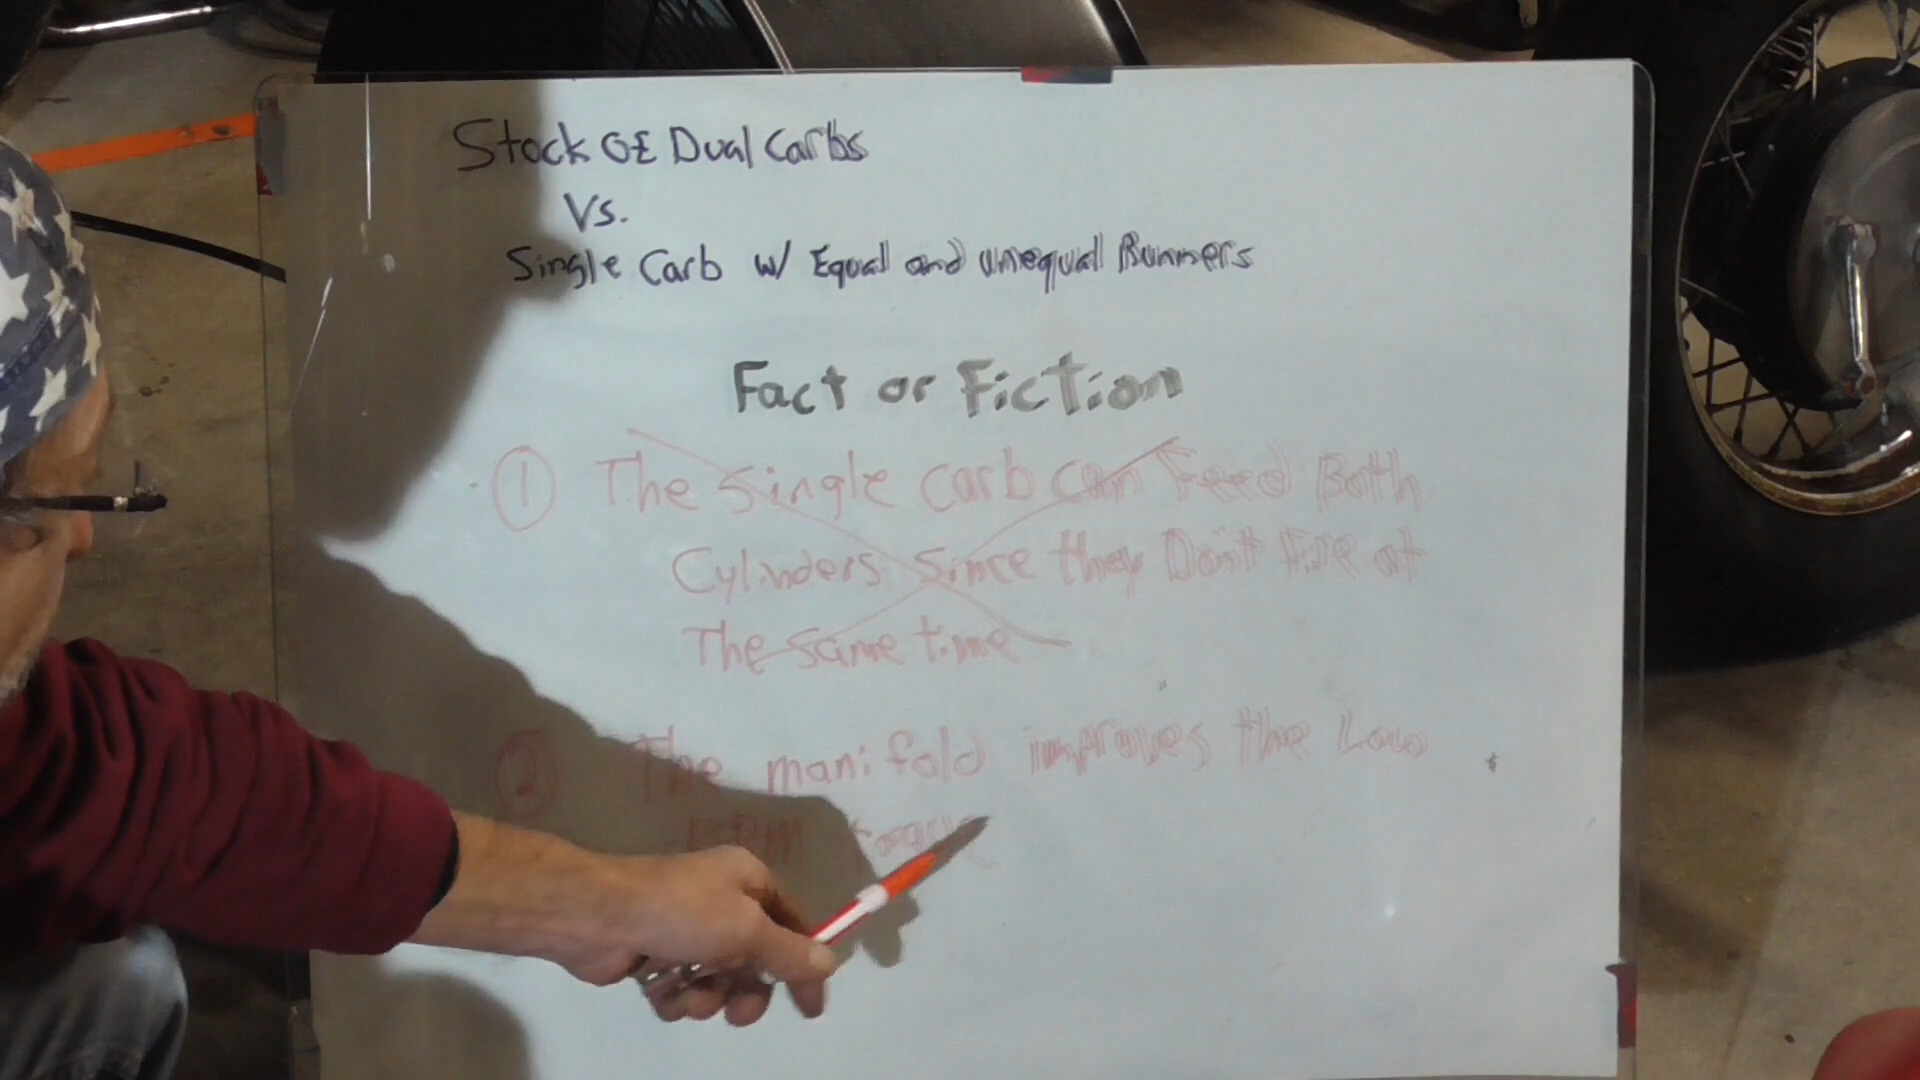 Stock OE Dual Carbs
Vs.
Single Carb w/ Equal and unequal Runners
Fact or Fiction
① The Single Carb can Feed Both
Cylinders Since they Don't Fire at
The Same time
② The manifold improves the Low
RPM